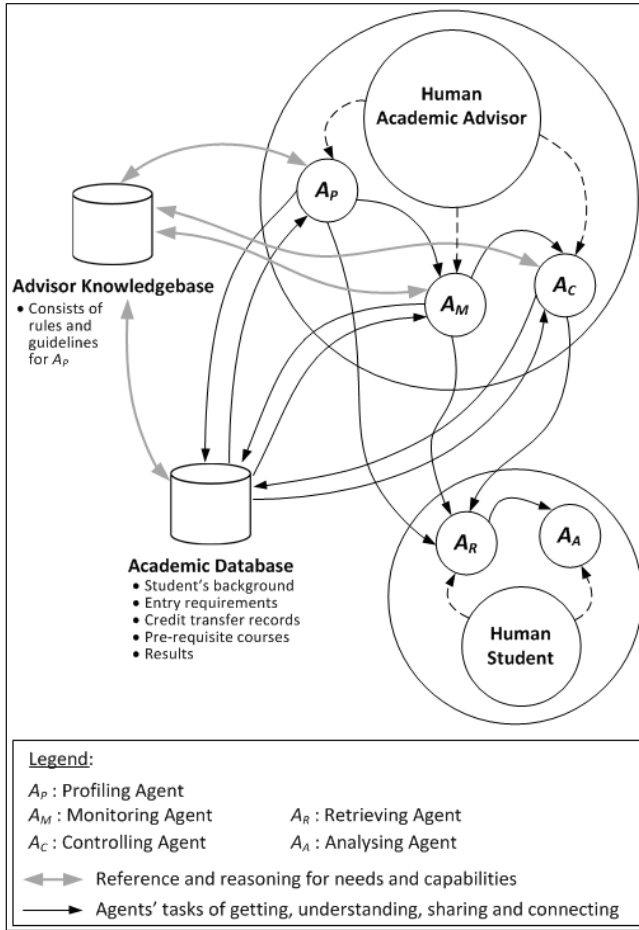 Human
Academic Advisor
A_P
A_M
A_C
Advisor Knowledgebase
• Consists of
rules and
guidelines
for A_P
Academic Database
• Student's background
• Entry requirements
• Credit transfer records
• Pre-requisite courses
• Results
A_R
A_A
Human
Student
Legend:
A_P : Profiling Agent
A_M : Monitoring Agent
A_R : Retrieving Agent
A_C : Controlling Agent
A_A : Analysing Agent
Reference and reasoning for needs and capabilities
Agents' tasks of getting, understanding, sharing and connecting